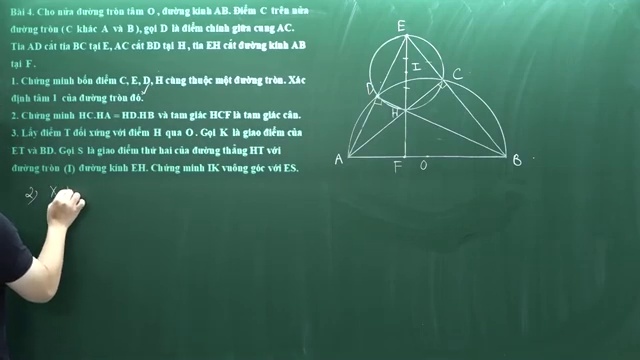 Bài 4. Cho nửa đường tròn tâm O, đường kính AB. Điểm C trên nửa
đường tròn (C khác A và B), gọi D là điểm chính giữa cung AC.
Tia AD cắt tia BC tại E, AC cắt BD tại H, tia EH cắt đường kính AB
tại F.
1. Chứng minh bốn điểm C, E, D, H cùng thuộc một đường tròn. Xác
định tâm I của đường tròn đó.
2. Chứng minh HC.HA = HD.HB và tam giác HCF là tam giác cân.
3. Lấy điểm T đối xứng với điểm H qua O. Gọi K là giao điểm của
ET và BD. Gọi S là giao điểm thứ hai của đường thẳng HT với
đường tròn (I) đường kính EH. Chứng minh IK vuông góc với ES.
2) X
E
I
D
C
H
A
F
O
B